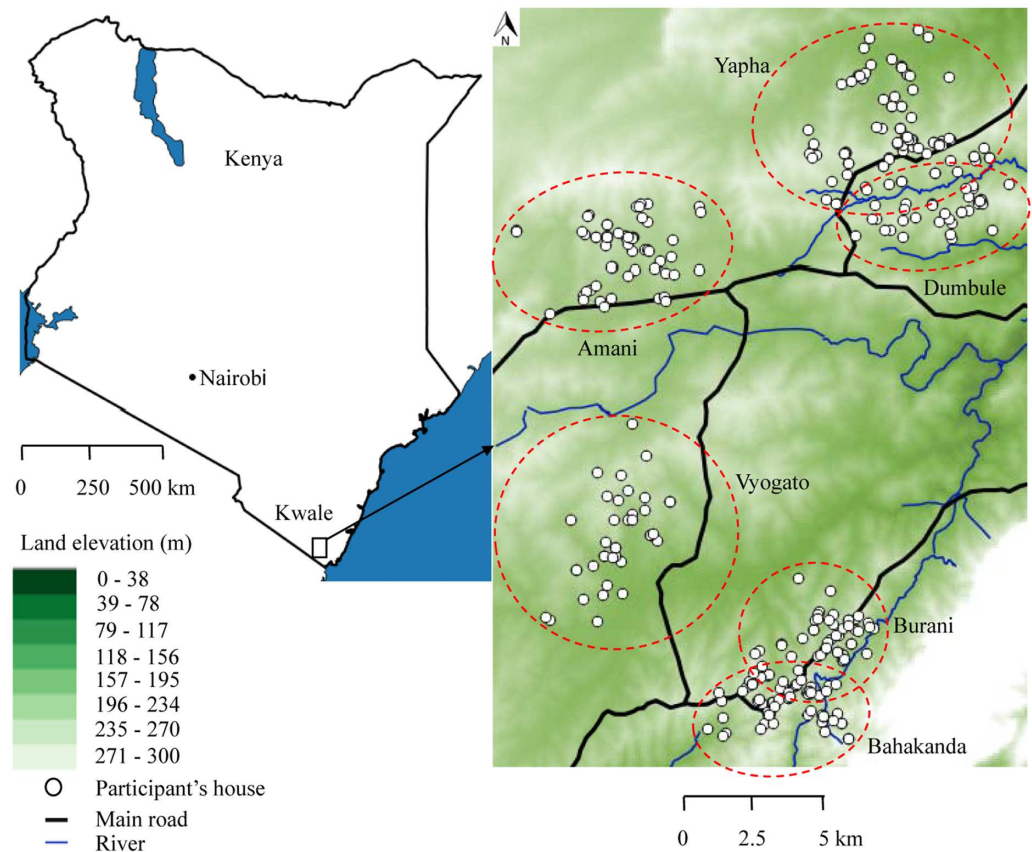 N
Yapha
Kenya
Dumbule
Amani
Nairobi
Vyogato
0 250 500 km
Kwale
Land elevation (m)
0 - 38
39 - 78
79 - 117
118 - 156
157 - 195
196 - 234
235 - 270
271 - 300
Burani
Bahakanda
Participant's house
Main road
River
0 2.5 5 km